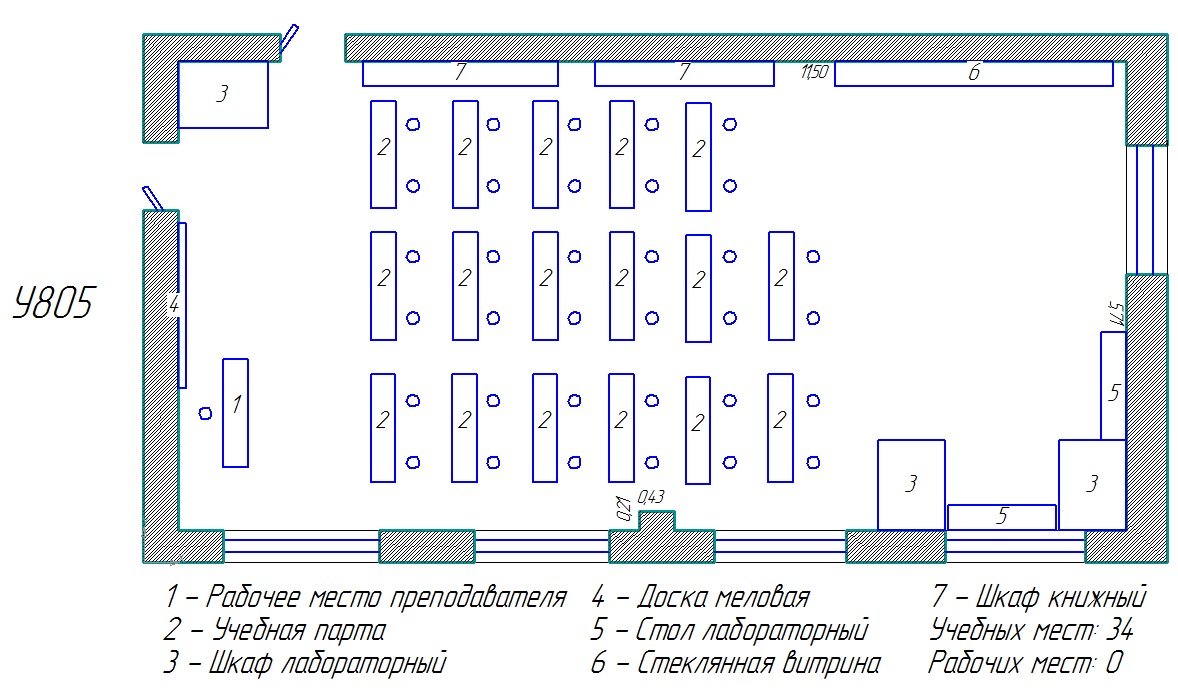 7 7 11,50 6
3
2 2 2 2 2
2 2 2 2 2 2
У805
4
5,71
1
2 2 2 2 2 2
5
3 3
0,21 0,43
5
1 – Рабочее место преподавателя
2 – Учебная парта
3 – Шкаф лабораторный
4 – Доска меловая
5 – Стол лабораторный
6 – Стеклянная витрина
7 – Шкаф книжный
Учебных мест: 34
Рабочих мест: 0